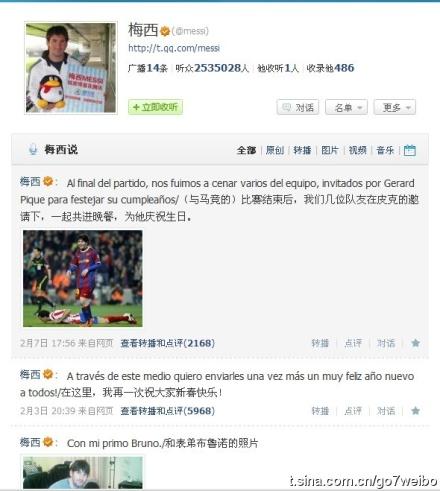 梅西 (@messi)
http://t.qq.com/messi
广播14条 | 听众2535028人 | 他收听1人 | 收录他486
+ 立即收听 对话 名单 更多
梅西说 全部 | 原创 | 转播 | 图片 | 视频 | 音乐
梅西: Al final del partido, nos fuimos a cenar varios del equipo, invitados por Gerard
Pique para festejar su cumpleaños/（与马竞的）比赛结束后，我们几位队友在皮克的邀
请下，一起共进晚餐，为他庆祝生日。
2月7日 17:56 来自网页 查看转播和点评(2168) 转播 | 点评 | 对话 |
梅西: A través de este medio quiero enviarles una vez más un muy feliz año nuevo
a todos!/在这里，我再一次祝大家新春快乐！
2月3日 20:39 来自网页 查看转播和点评(5968) 转播 | 点评 | 对话 |
梅西: Con mi primo Bruno./和表弟布鲁诺的照片
t.sina.com.cn/go7weibo